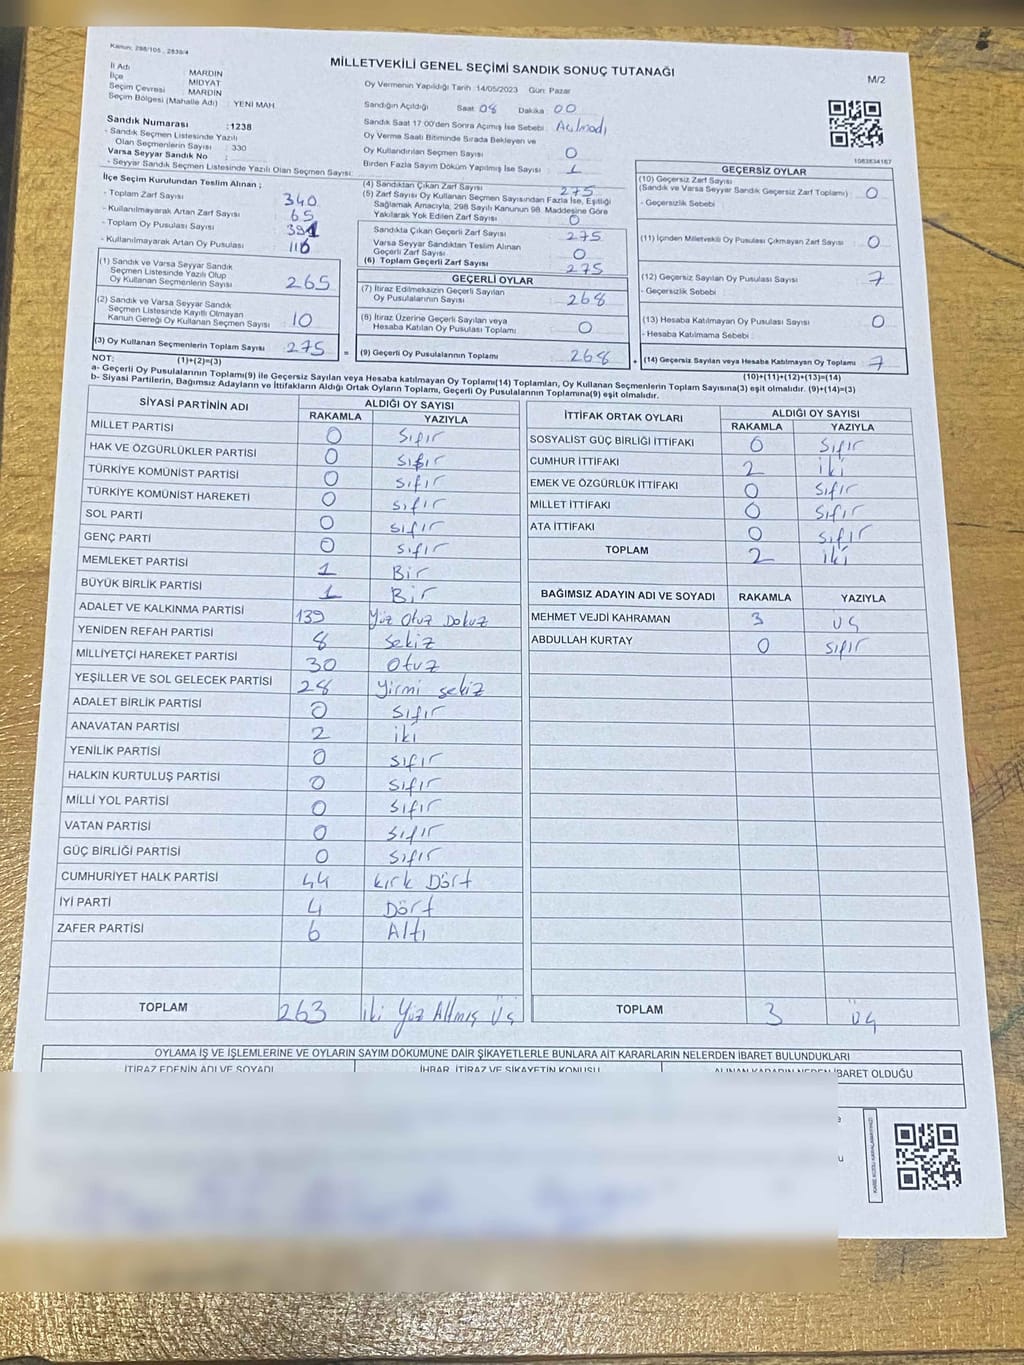 Kanun: 298/105 , 2839/4
MİLLETVEKİLİ GENEL SEÇİMİ SANDIK SONUÇ TUTANAĞI
M/2
İl Adı : MARDİN
İlçe : MİDYAT
Seçim Çevresi : MARDİN
Seçim Bölgesi (Mahalle Adı) : YENİ MAH.
Sandık Numarası : 1238
- Sandık Seçmen Listesinde Yazılı
Olan Seçmenlerin Sayısı : 330
Varsa Seyyar Sandık No :
- Seyyar Sandık Seçmen Listesinde Yazılı Olan Seçmen Sayısı:
Oy Vermenin Yapıldığı Tarih: 14/05/2023 Gün: Pazar
Sandığın Açıldığı Saat 08 Dakika 00
Sandık Saat 17:00'den Sonra Açımış İse Sebebi Açılmadı
Oy Verme Saati Bitiminde Sırada Bekleyen ve
Oy Kullandırılan Seçmen Sayısı 0
Birden Fazla Sayım Döküm Yapılmış İse Sayısı 1
1083834187
İlçe Seçim Kurulundan Teslim Alınan ;
- Toplam Zarf Sayısı 340
- Kullanılmayarak Artan Zarf Sayısı 65
- Toplam Oy Pusulası Sayısı 391
- Kullanılmayarak Artan Oy Pusulası 116
(1) Sandık ve Varsa Seyyar Sandık
Seçmen Listesinde Yazılı Olup
Oy Kullanan Seçmenlerin Sayısı 265
(2) Sandık ve Varsa Seyyar Sandık
Seçmen Listesinde Kayıtlı Olmayan
Kanun Gereği Oy Kullanan Seçmen Sayısı 10
(3) Oy Kullanan Seçmenlerin Toplam Sayısı 275
(4) Sandıktan Çıkan Zarf Sayısı 275
(5) Zarf Sayısı Oy Kullanan Seçmen Sayısından Fazla İse, Eşitliği
Sağlamak Amacıyla, 298 Sayılı Kanunun 98. Maddesine Göre
Yakılarak Yok Edilen Zarf Sayısı 0
Sandıkta Çıkan Geçerli Zarf Sayısı 275
Varsa Seyyar Sandıktan Teslim Alınan
Geçerli Zarf Sayısı 0
(6) Toplam Geçerli Zarf Sayısı 275
GEÇERLİ OYLAR
(7) İtiraz Edilmeksizin Geçerli Sayılan
Oy Pusulalarının Sayısı 268
(8) İtiraz Üzerine Geçerli Sayılan veya
Hesaba Katılan Oy Pusulası Toplamı 0
= (9) Geçerli Oy Pusulalarının Toplamı 268
GEÇERSİZ OYLAR
(10) Geçersiz Zarf Sayısı
(Sandık ve Varsa Seyyar Sandık Geçersiz Zarf Toplamı) 0
- Geçersizlik Sebebi
(11) İçinden Milletvekili Oy Pusulası Çıkmayan Zarf Sayısı 0
(12) Geçersiz Sayılan Oy Pusulası Sayısı 7
- Geçersizlik Sebebi
(13) Hesaba Katılmayan Oy Pusulası Sayısı 0
- Hesaba Katılmama Sebebi
+ (14) Geçersiz Sayılan veya Hesaba Katılmayan Oy Toplamı 7
NOT: (1)+(2)=(3)
(10)+(11)+(12)+(13)=(14)
a- Geçerli Oy Pusulalarının Toplamı(9) ile Geçersiz Sayılan veya Hesaba katılmayan Oy Toplamı(14) Toplamları, Oy Kullanan Seçmenlerin Toplam Sayısına(3) eşit olmalıdır. (9)+(14)=(3)
b- Siyasi Partilerin, Bağımsız Adayların ve İttifakların Aldığı Ortak Oyların Toplamı, Geçerli Oy Pusulalarının Toplamına(9) eşit olmalıdır.
SİYASİ PARTİNİN ADI
ALDIĞI OY SAYISI
RAKAMLA YAZIYLA
MİLLET PARTİSİ 0 Sıfır
HAK VE ÖZGÜRLÜKLER PARTİSİ 0 Sıfır
TÜRKİYE KOMÜNİST PARTİSİ 0 Sıfır
TÜRKİYE KOMÜNİST HAREKETİ 0 Sıfır
SOL PARTİ 0 Sıfır
GENÇ PARTİ 0 Sıfır
MEMLEKET PARTİSİ 1 Bir
BÜYÜK BİRLİK PARTİSİ 1 Bir
ADALET VE KALKINMA PARTİSİ 139 Yüz Otuz Dokuz
YENİDEN REFAH PARTİSİ 8 Sekiz
MİLLİYETÇİ HAREKET PARTİSİ 30 Otuz
YEŞİLLER VE SOL GELECEK PARTİSİ 28 Yirmi sekiz
ADALET BİRLİK PARTİSİ 0 Sıfır
ANAVATAN PARTİSİ 2 iki
YENİLİK PARTİSİ 0 Sıfır
HALKIN KURTULUŞ PARTİSİ 0 Sıfır
MİLLİ YOL PARTİSİ 0 Sıfır
VATAN PARTİSİ 0 Sıfır
GÜÇ BİRLİĞİ PARTİSİ 0 Sıfır
CUMHURİYET HALK PARTİSİ 44 Kırk Dört
İYİ PARTİ 4 Dört
ZAFER PARTİSİ 6 Altı
TOPLAM 263 İki Yüz Altmış Üç
İTTİFAK ORTAK OYLARI
ALDIĞI OY SAYISI
RAKAMLA YAZIYLA
SOSYALİST GÜÇ BİRLİĞİ İTTİFAKI 0 Sıfır
CUMHUR İTTİFAKI 2 iki
EMEK VE ÖZGÜRLÜK İTTİFAKI 0 Sıfır
MİLLET İTTİFAKI 0 Sıfır
ATA İTTİFAKI 0 Sıfır
TOPLAM 2 iki
BAĞIMSIZ ADAYIN ADI VE SOYADI RAKAMLA YAZIYLA
MEHMET VEJDİ KAHRAMAN 3 üç
ABDULLAH KURTAY 0 Sıfır
TOPLAM 3 üç
OYLAMA İŞ VE İŞLEMLERİNE VE OYLARIN SAYIM DÖKÜMÜNE DAİR ŞİKAYETLERLE BUNLARA AİT KARARLARIN NELERDEN İBARET BULUNDUKLARI
İTİRAZ EDENİN ADI VE SOYADI İHBAR, İTİRAZ VE ŞİKAYETİN KONUSU ALINAN KARARIN NEDEN İBARET OLDUĞU